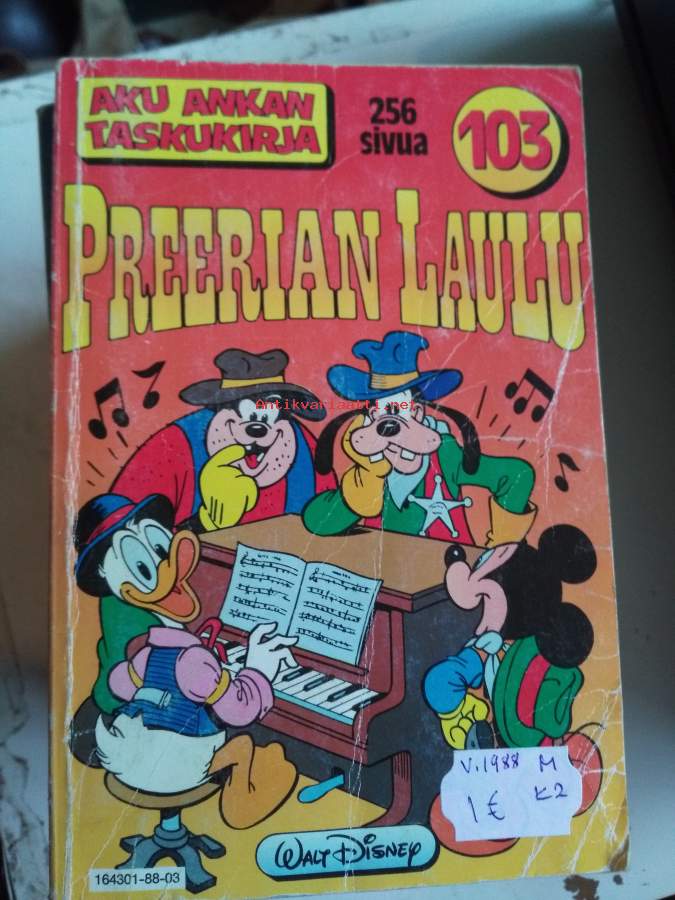 AKU ANKAN
TASKUKIRJA
256
sivua
103
PREERIAN LAULU
Antikvariaatti.net
V.1988 M
1€ K2
WALT DISNEY
164301-88-03